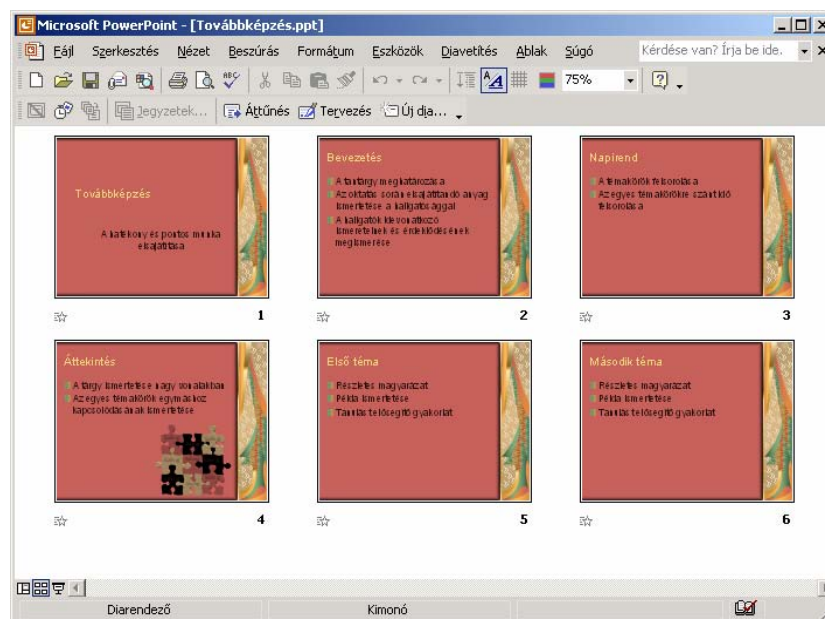 Microsoft PowerPoint - [Továbbképzés.ppt]
Fájl Szerkesztés Nézet Beszúrás Formátum Eszközök Diavetítés Ablak Súgó Kérdése van? Írja be ide.
75%
Jegyzetek... Áttűnés Tervezés Új dia...
Továbbképzés
A hatékony és pontos munka
elsajátítása
1
Bevezetés
A tantárgy meghatározása
Az oktatás során elsajátítandó anyag
ismertetése a hallgatósággal
A hallgatók idevonatkozó
ismereteinek és érdeklődésének
megismerése
2
Napirend
A témakörök felsorolása
Az egyes témakörökre szánt idő
felsorolása
3
Áttekintés
A tárgy ismertetése nagy vonalakban
Az egyes témakörök egymáshoz
kapcsolódásának ismertetése
4
Első téma
Részletes magyarázat
Példa ismertetése
Tanulást elősegítő gyakorlat
5
Második téma
Részletes magyarázat
Példa ismertetése
Tanulást elősegítő gyakorlat
6
Diarendező Kimonó